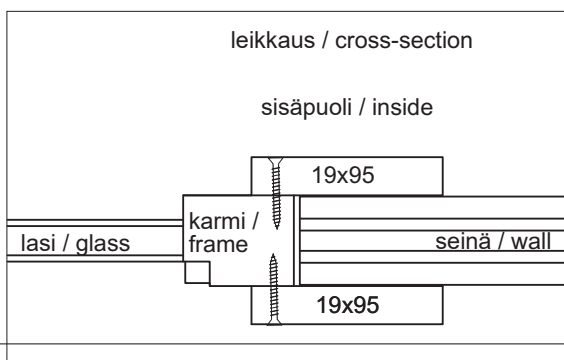 leikkaus / cross-section
sisäpuoli / inside
19x95
karmi /
frame
lasi / glass
seinä / wall
19x95